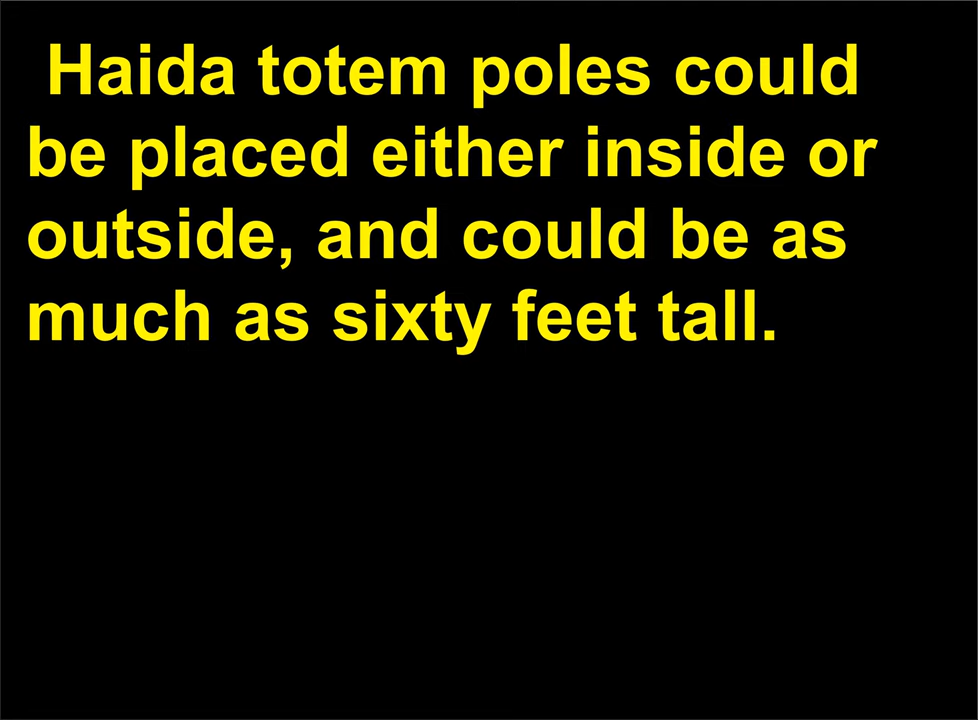 Haida totem poles could
be placed either inside or
outside, and could be as
much as sixty feet tall.